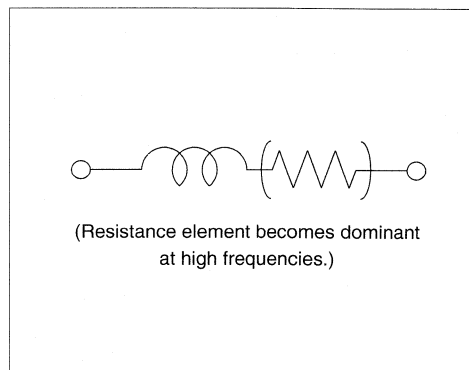 (Resistance element becomes dominant
at high frequencies.)